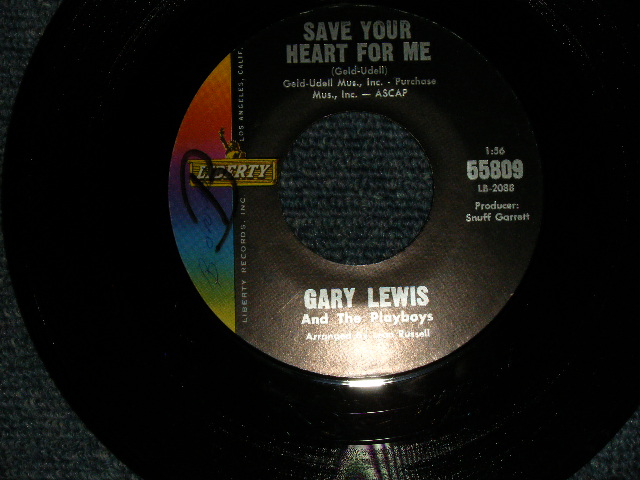 SAVE YOUR
HEART FOR ME
(Geld-Udell)
Geld-Udell Mus., Inc. - Purchase
Mus., Inc. — ASCAP
1:56
55809
LB-2088
Producer:
Snuff Garrett
LIBERTY
LIBERTY RECORDS, INC.
LOS ANGELES, CALIF.
GARY LEWIS
And The Playboys
Arranged Russell